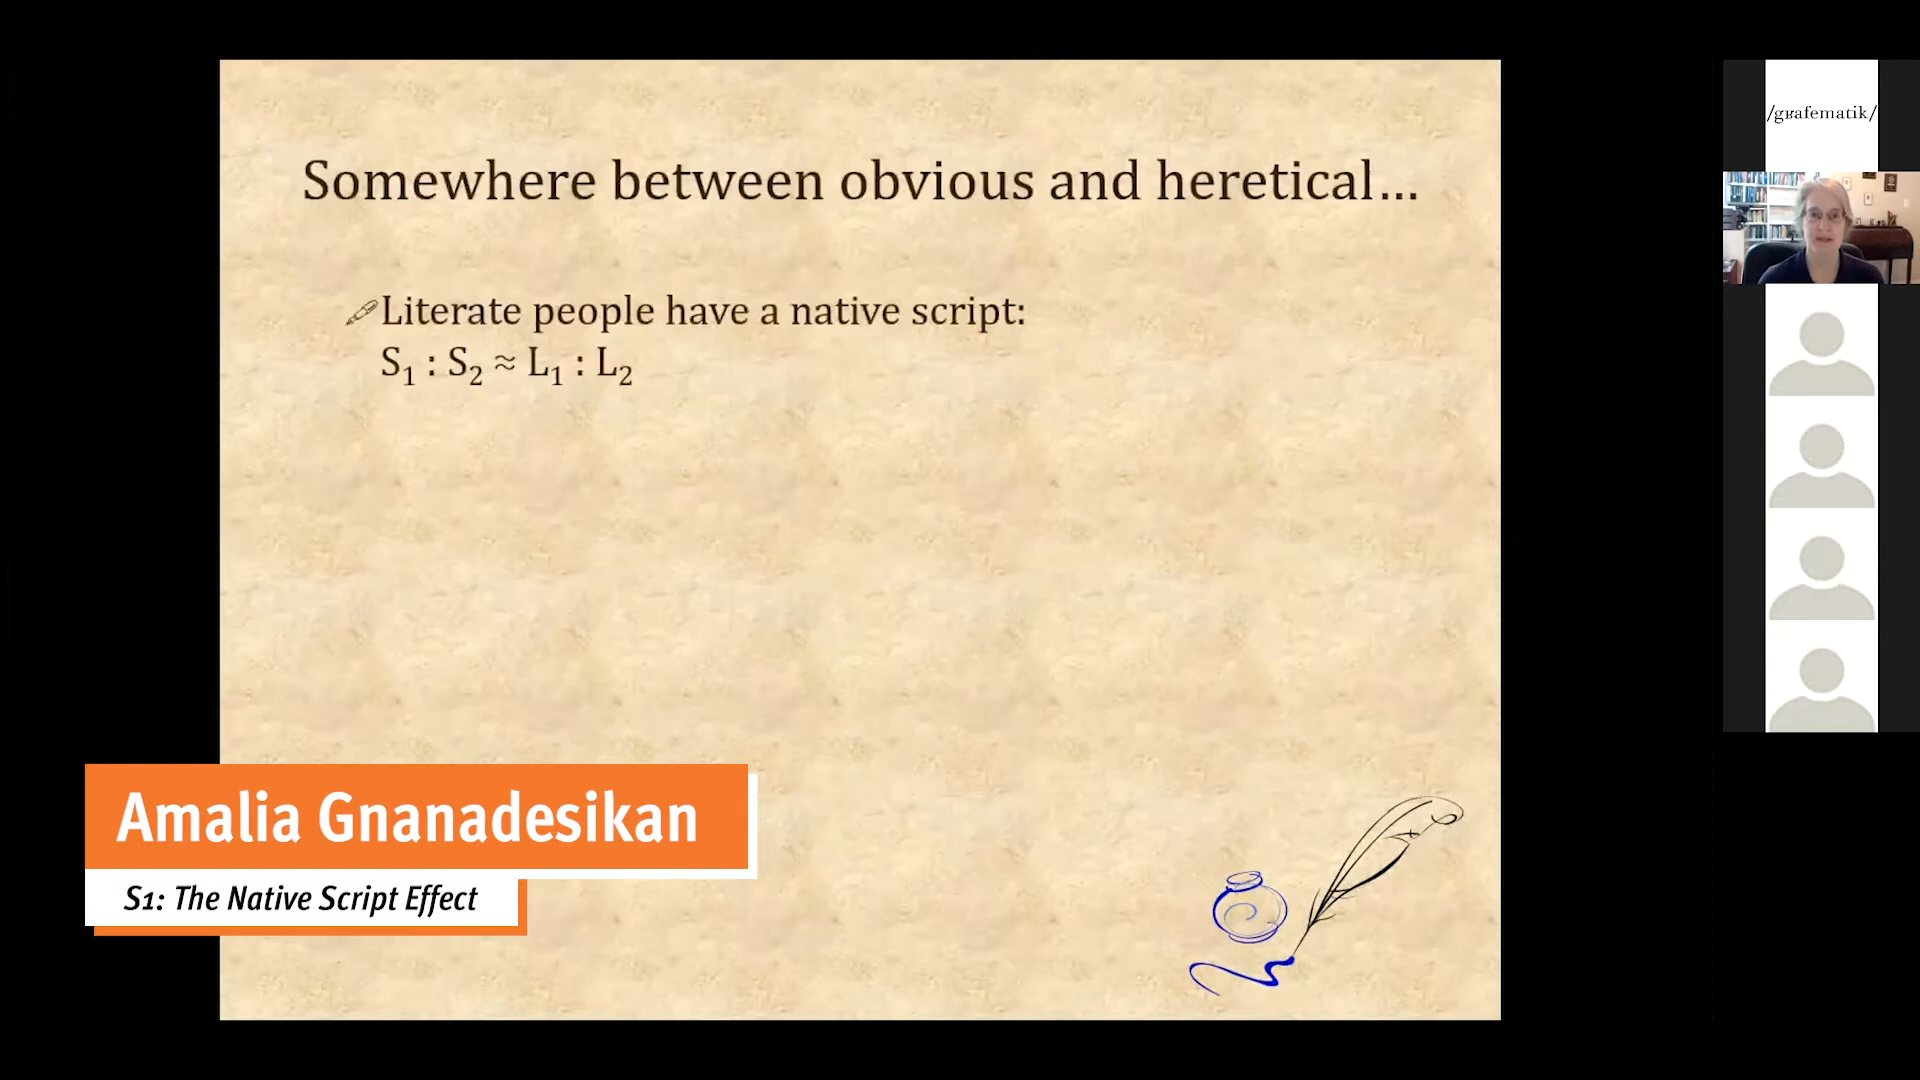 Somewhere between obvious and heretical…
Literate people have a native script:
S₁ : S₂ ≈ L₁ : L₂
Amalia Gnanadesikan
S1: The Native Script Effect
/gʁafematik/